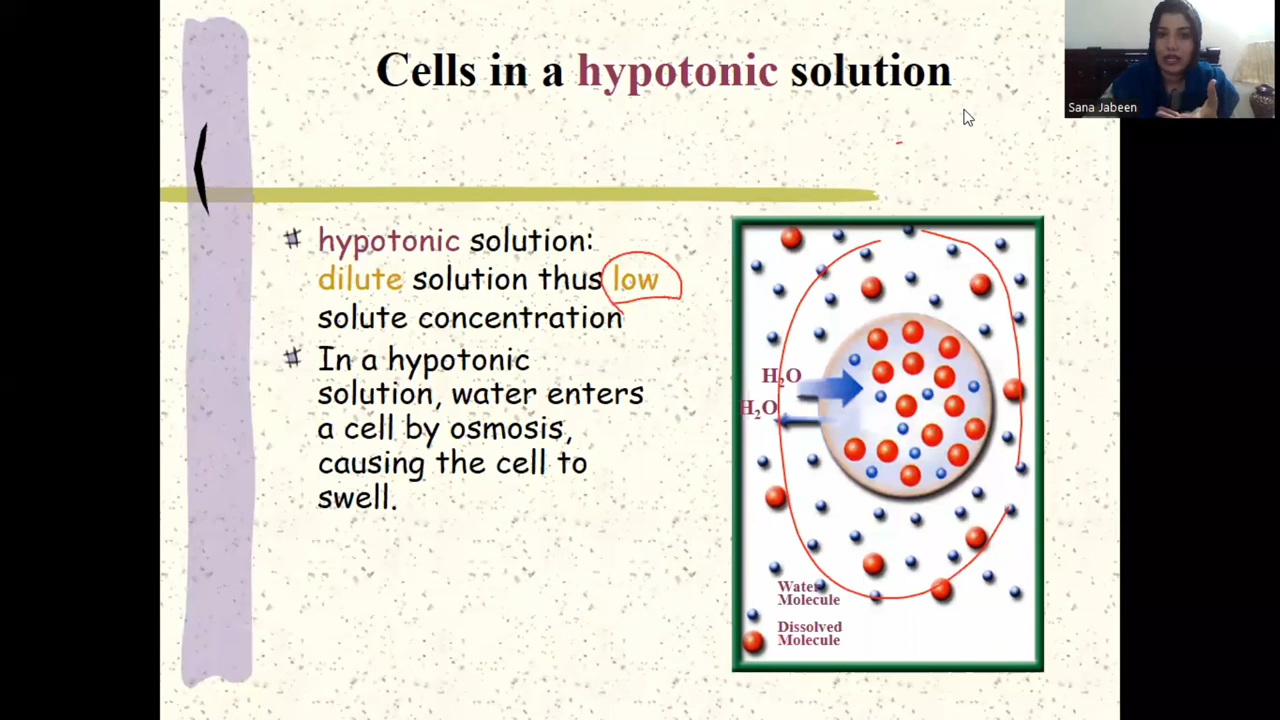 Cells in a hypotonic solution
Sana Jabeen
hypotonic solution:
dilute solution thus low
solute concentration
In a hypotonic
solution, water enters
a cell by osmosis,
causing the cell to
swell.
H₂O
H₂O
Water
Molecule
Dissolved
Molecule